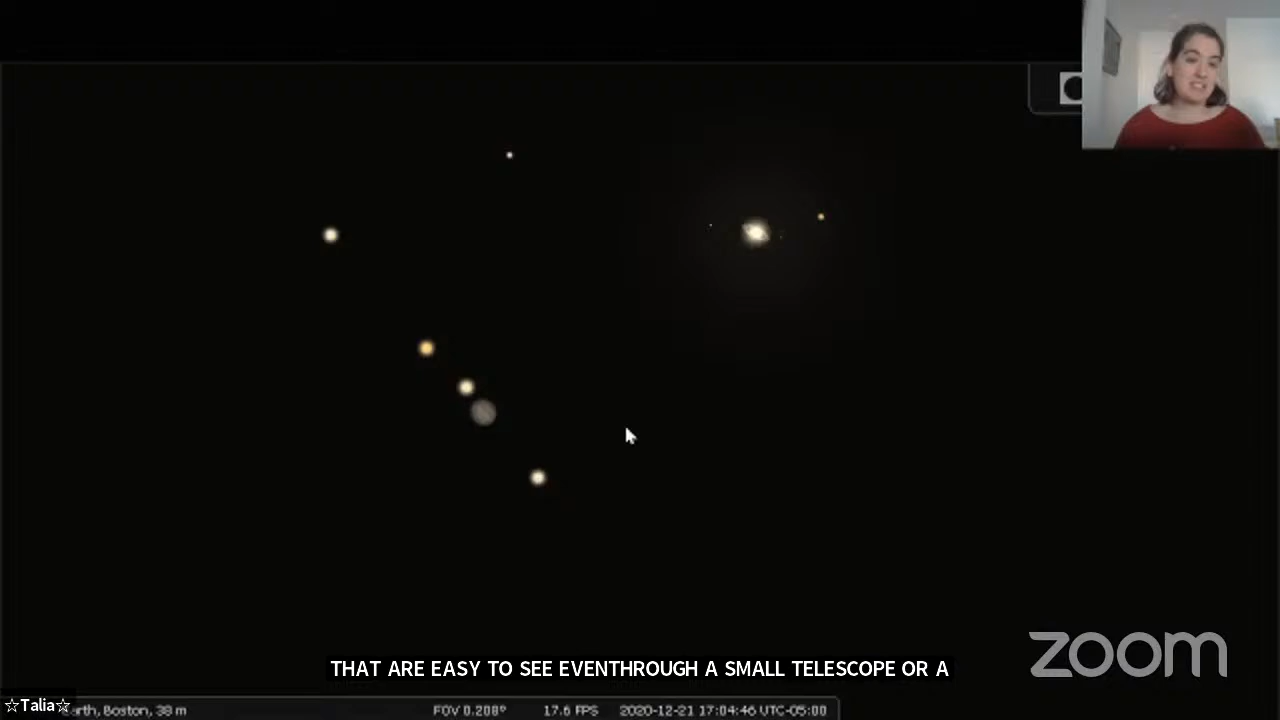 THAT ARE EASY TO SEE EVENTHROUGH A SMALL TELESCOPE OR A
zoom
☆Talia☆
arth, Boston, 38 m FOV 0.208° 17.6 FPS 2020-12-21 17:04:46 UTC-05:00